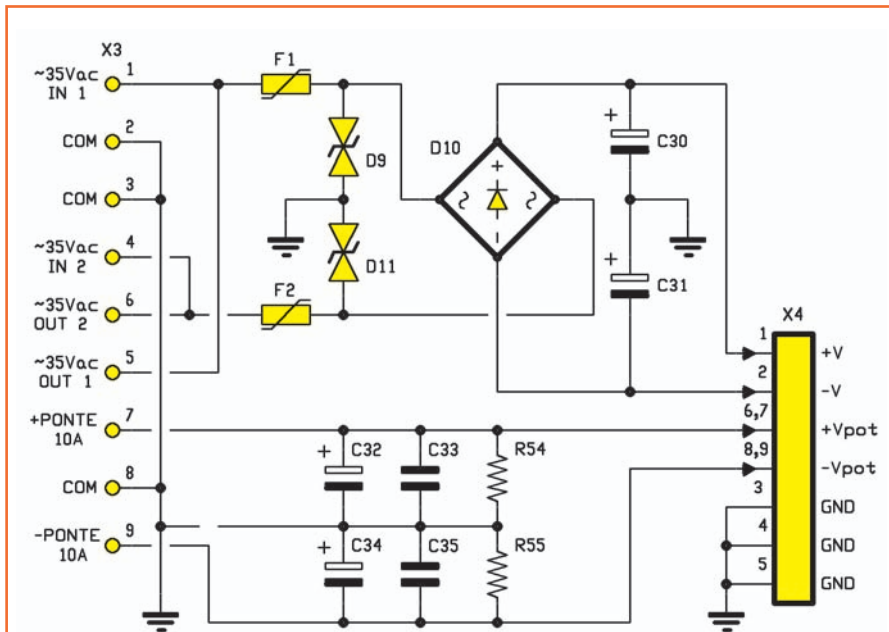 X3
~35Vac
IN 1
1
COM
2
COM
3
~35Vac
IN 2
4
~35Vac
OUT 2
6
~35Vac
OUT 1
5
+PONTE
10A
7
COM
8
-PONTE
10A
9
F1
D9
D11
F2
D10
+
-
+
C30
+
C31
+
C32
C33
R54
+
C34
C35
R55
X4
1
+V
2
-V
6,7
+Vpot
8,9
-Vpot
3
GND
4
GND
5
GND